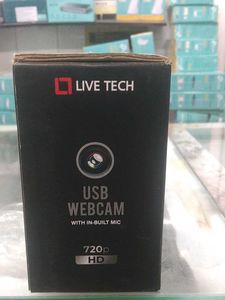 LIVE TECH
USB
WEBCAM
WITH IN-BUILT MIC
720p
HD